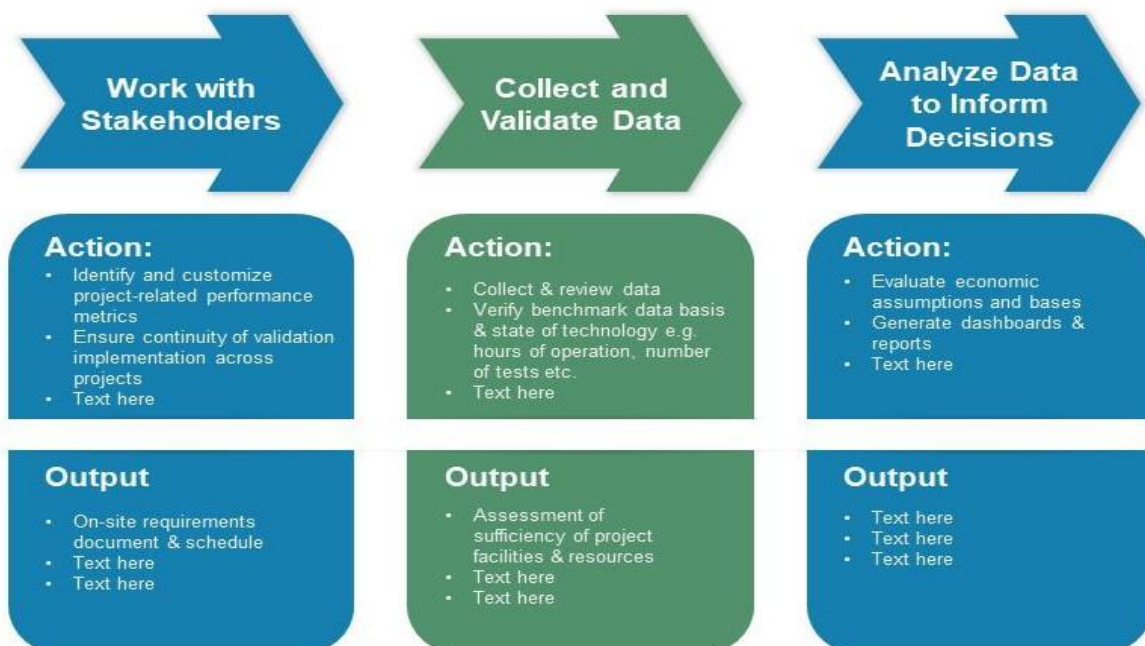 Work with
Stakeholders
Collect and
Validate Data
Analyze Data
to Inform
Decisions
Action:
• Identify and customize
project-related performance
metrics
• Ensure continuity of validation
implementation across
projects
• Text here
Action:
• Collect & review data
• Verify benchmark data basis
& state of technology e.g.
hours of operation, number
of tests etc.
• Text here
Action:
• Evaluate economic
assumptions and bases
• Generate dashboards &
reports
• Text here
Output
• On-site requirements
document & schedule
• Text here
• Text here
Output
• Assessment of
sufficiency of project
facilities & resources
• Text here
• Text here
Output
• Text here
• Text here
• Text here